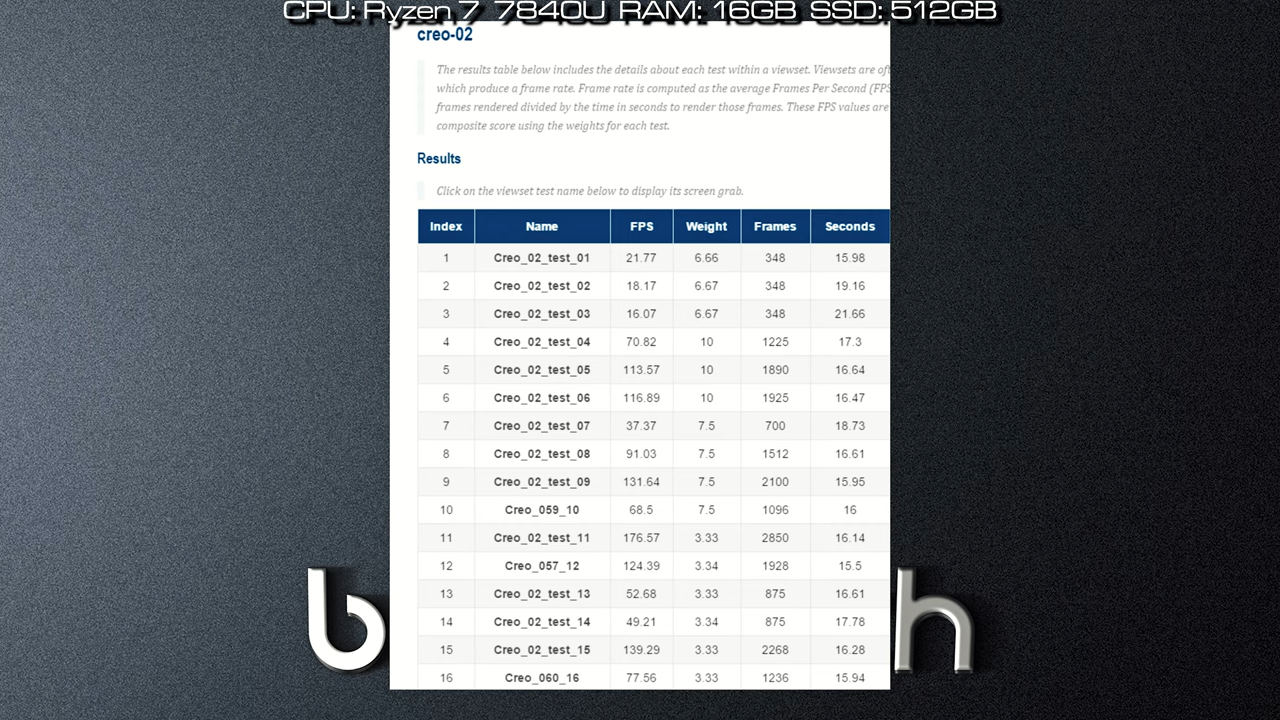 CPU: Ryzen 7 7840U RAM: 16GB SSD: 512GB
creo-02
The results table below includes the details about each test within a viewset. Viewsets are
which produce a frame rate. Frame rate is computed as the average Frames Per Second (FPS
frames rendered divided by the time in seconds to render those frames. These FPS values are
composite score using the weights for each test.
Results
Click on the viewset test name below to display its screen grab.
Index Name FPS Weight Frames Seconds
1 Creo_02_test_01 21.77 6.66 348 15.98
2 Creo_02_test_02 18.17 6.67 348 19.16
3 Creo_02_test_03 16.07 6.67 348 21.66
4 Creo_02_test_04 70.82 10 1225 17.3
5 Creo_02_test_05 113.57 10 1890 16.64
6 Creo_02_test_06 116.89 10 1925 16.47
7 Creo_02_test_07 37.37 7.5 700 18.73
8 Creo_02_test_08 91.03 7.5 1512 16.61
9 Creo_02_test_09 131.64 7.5 2100 15.95
10 Creo_059_10 68.5 7.5 1096 16
11 Creo_02_test_11 176.57 3.33 2850 16.14
12 Creo_057_12 124.39 3.34 1928 15.5
13 Creo_02_test_13 52.68 3.33 875 16.61
14 Creo_02_test_14 49.21 3.34 875 17.78
15 Creo_02_test_15 139.29 3.33 2268 16.28
16 Creo_060_16 77.56 3.33 1236 15.94
b h